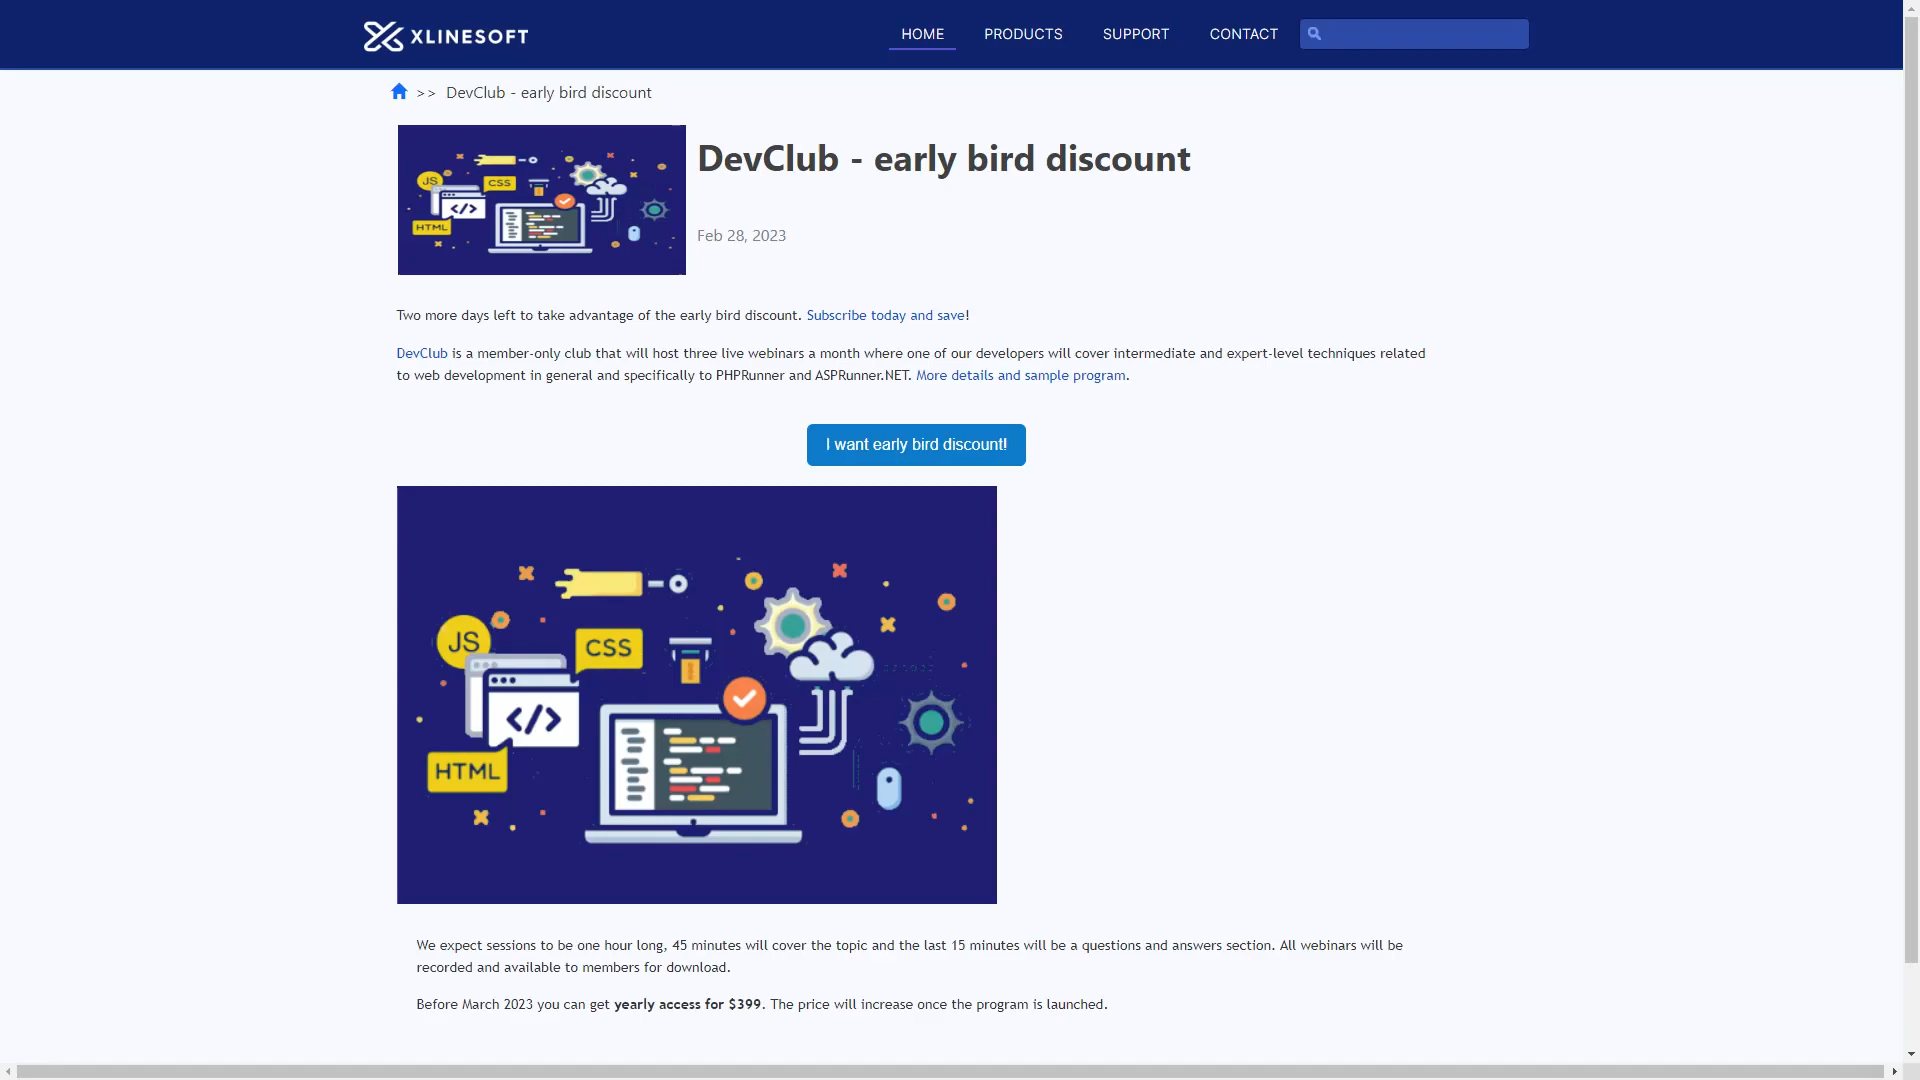 XLINESOFT
HOME PRODUCTS SUPPORT CONTACT
>> DevClub - early bird discount
JS
CSS
</>
HTML
DevClub - early bird discount
Feb 28, 2023
Two more days left to take advantage of the early bird discount. Subscribe today and save!
DevClub is a member-only club that will host three live webinars a month where one of our developers will cover intermediate and expert-level techniques related
to web development in general and specifically to PHPRunner and ASPRunner.NET. More details and sample program.
I want early bird discount!
JS
CSS
</>
HTML
We expect sessions to be one hour long, 45 minutes will cover the topic and the last 15 minutes will be a questions and answers section. All webinars will be
recorded and available to members for download.
Before March 2023 you can get yearly access for $399. The price will increase once the program is launched.